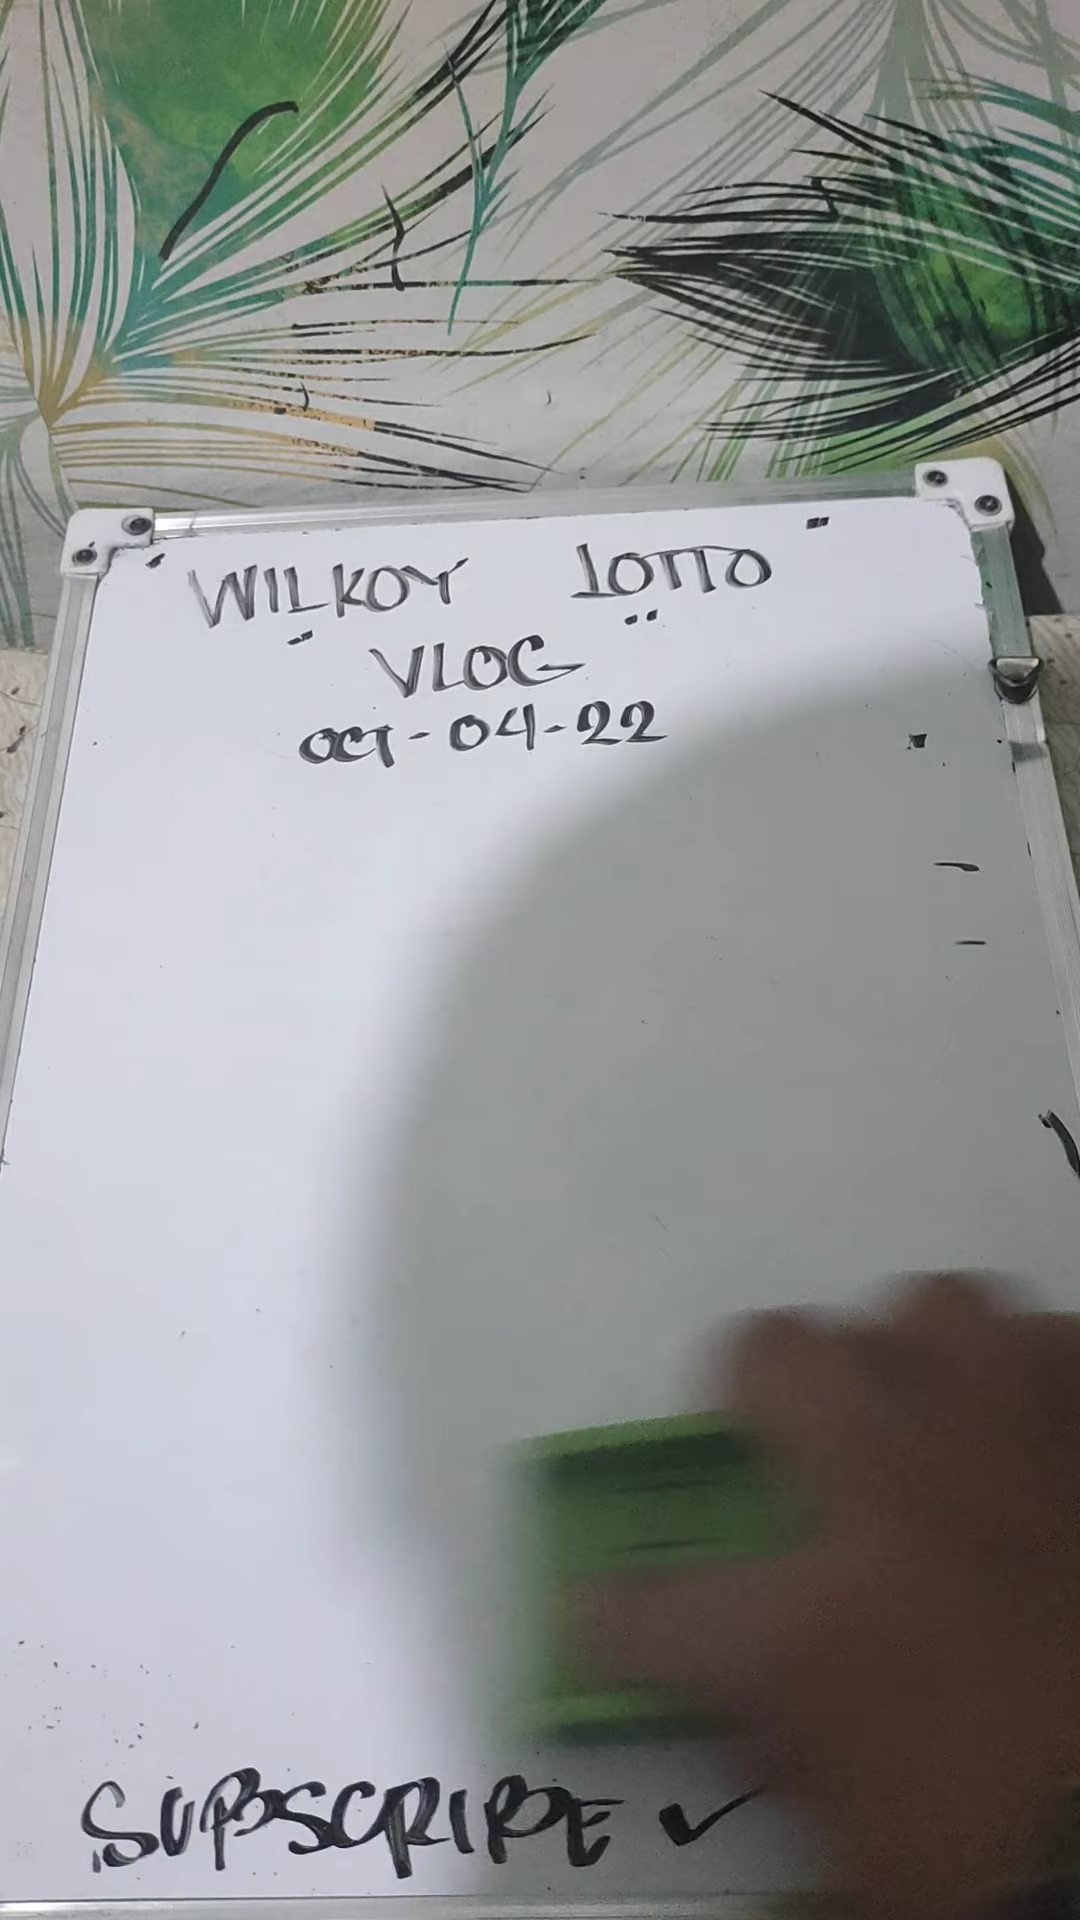 " WILKOY LOTTO "
" VLOG "
OCT-04-22
SUBSCRIBE ✓